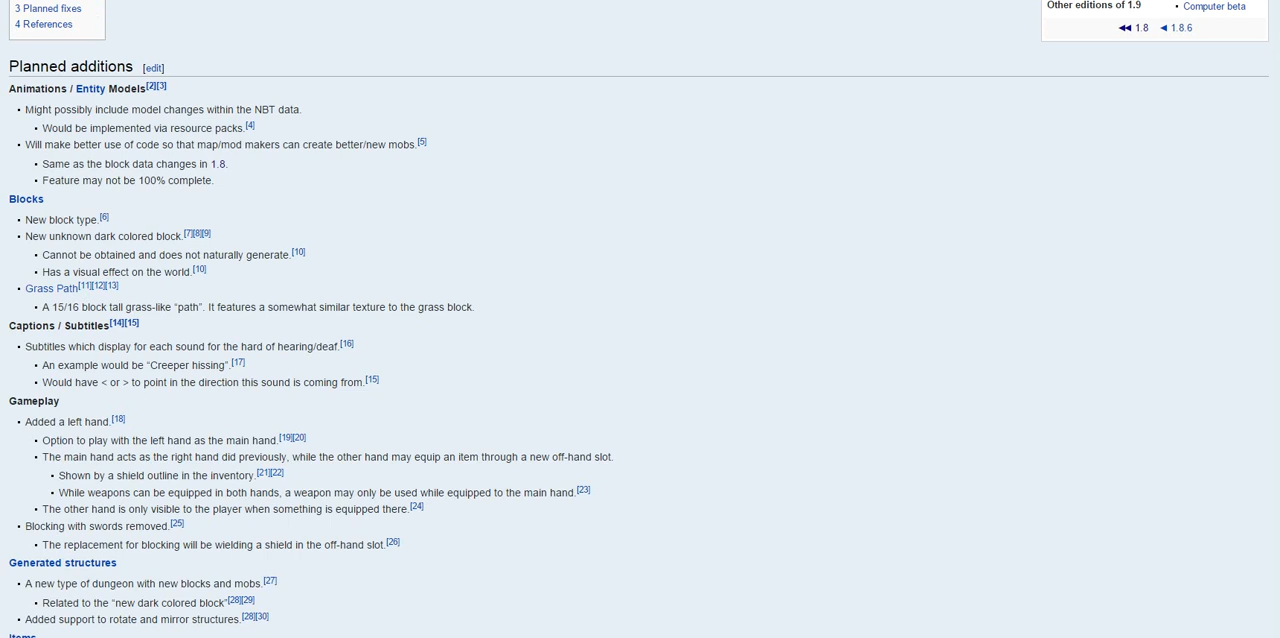 3 Planned fixes
4 References
Other editions of 1.9
• Computer beta
◄◄ 1.8 ◄ 1.8.6
Planned additions [edit]
Animations / Entity Models[2][3]
• Might possibly include model changes within the NBT data.
• Would be implemented via resource packs.[4]
• Will make better use of code so that map/mod makers can create better/new mobs.[5]
• Same as the block data changes in 1.8.
• Feature may not be 100% complete.
Blocks
• New block type.[6]
• New unknown dark colored block.[7][8][9]
• Cannot be obtained and does not naturally generate.[10]
• Has a visual effect on the world.[10]
• Grass Path[11][12][13]
• A 15/16 block tall grass-like “path”. It features a somewhat similar texture to the grass block.
Captions / Subtitles[14][15]
• Subtitles which display for each sound for the hard of hearing/deaf.[16]
• An example would be “Creeper hissing”.[17]
• Would have < or > to point in the direction this sound is coming from.[15]
Gameplay
• Added a left hand.[18]
• Option to play with the left hand as the main hand.[19][20]
• The main hand acts as the right hand did previously, while the other hand may equip an item through a new off-hand slot.
• Shown by a shield outline in the inventory.[21][22]
• While weapons can be equipped in both hands, a weapon may only be used while equipped to the main hand.[23]
• The other hand is only visible to the player when something is equipped there.[24]
• Blocking with swords removed.[25]
• The replacement for blocking will be wielding a shield in the off-hand slot.[26]
Generated structures
• A new type of dungeon with new blocks and mobs.[27]
• Related to the “new dark colored block”[28][29]
• Added support to rotate and mirror structures.[28][30]
Items